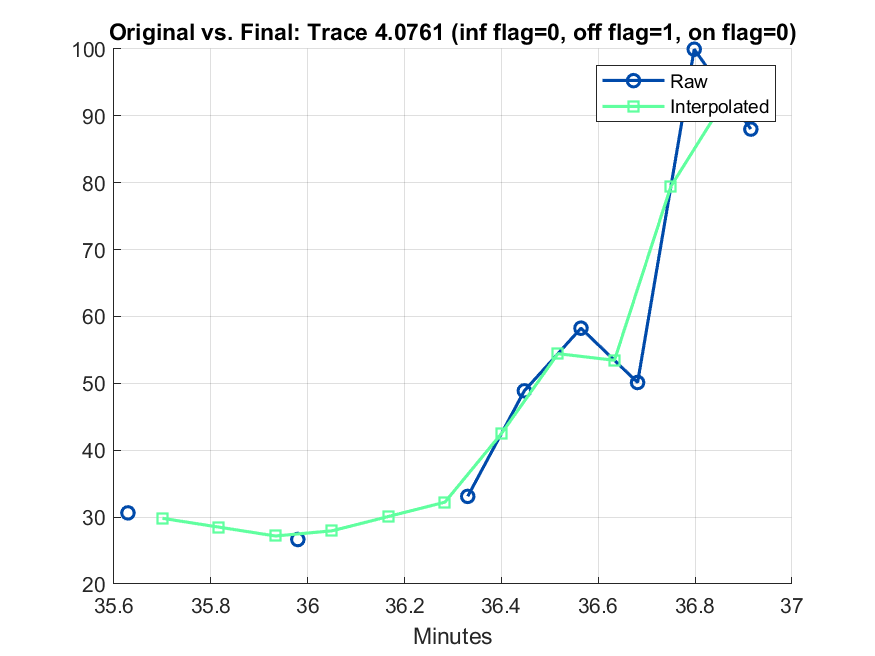 Original vs. Final: Trace 4.0761 (inf flag=0, off flag=1, on flag=0)
100
90
80
70
60
50
40
30
20
Raw
Interpolated
35.6 35.8 36 36.2 36.4 36.6 36.8 37
Minutes